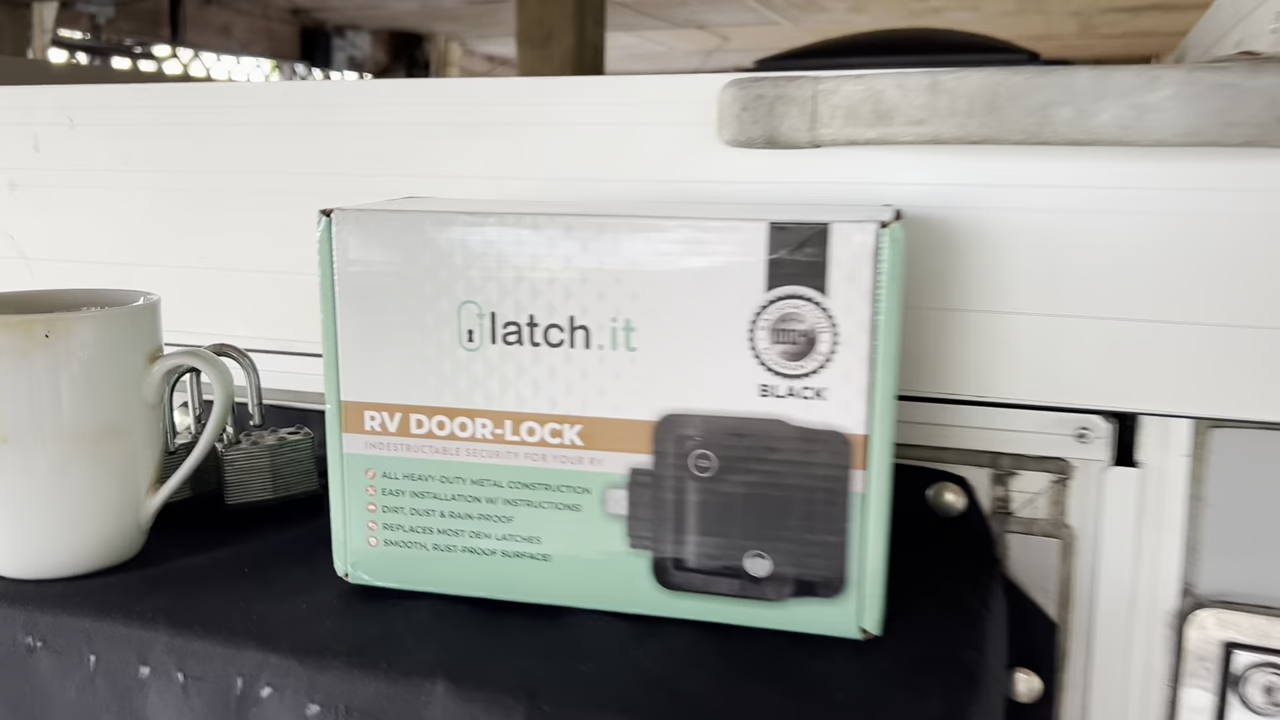 latch.it
BLACK
RV DOOR-LOCK
INDESTRUCTABLE SECURITY FOR YOUR RV
ALL HEAVY-DUTY METAL CONSTRUCTION
EASY INSTALLATION W/ INSTRUCTIONS!
DIRT, DUST & RAIN-PROOF
REPLACES MOST OEM LATCHES
SMOOTH, RUST-PROOF SURFACE!